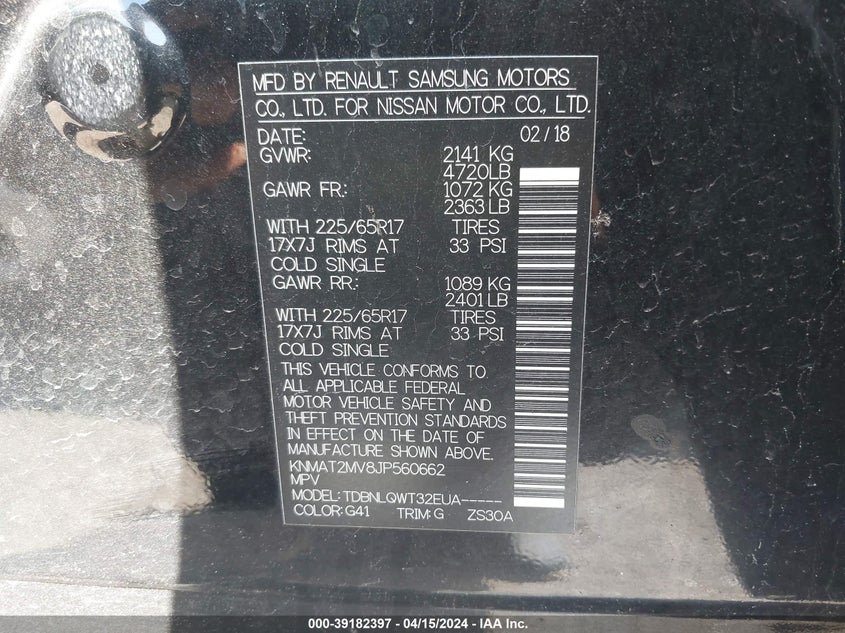 MFD BY RENAULT SAMSUNG MOTORS
CO., LTD. FOR NISSAN MOTOR CO., LTD.
DATE: 02/18
GVWR: 2141 KG
4720LB
GAWR FR: 1072 KG
2363 LB
WITH 225/65R17 TIRES
17X7J RIMS AT 33 PSI
COLD SINGLE
GAWR RR: 1089 KG
2401 LB
WITH 225/65R17 TIRES
17X7J RIMS AT 33 PSI
COLD SINGLE
THIS VEHICLE CONFORMS TO
ALL APPLICABLE FEDERAL
MOTOR VEHICLE SAFETY AND
THEFT PREVENTION STANDARDS
IN EFFECT ON THE DATE OF
MANUFACTURE SHOWN ABOVE.
KNMAT2MV8JP560662
MPV
MODEL: TDBNLQWT32EUA-----
COLOR: G41 TRIM: G ZS30A
000-39182397 - 04/15/2024 - IAA Inc.